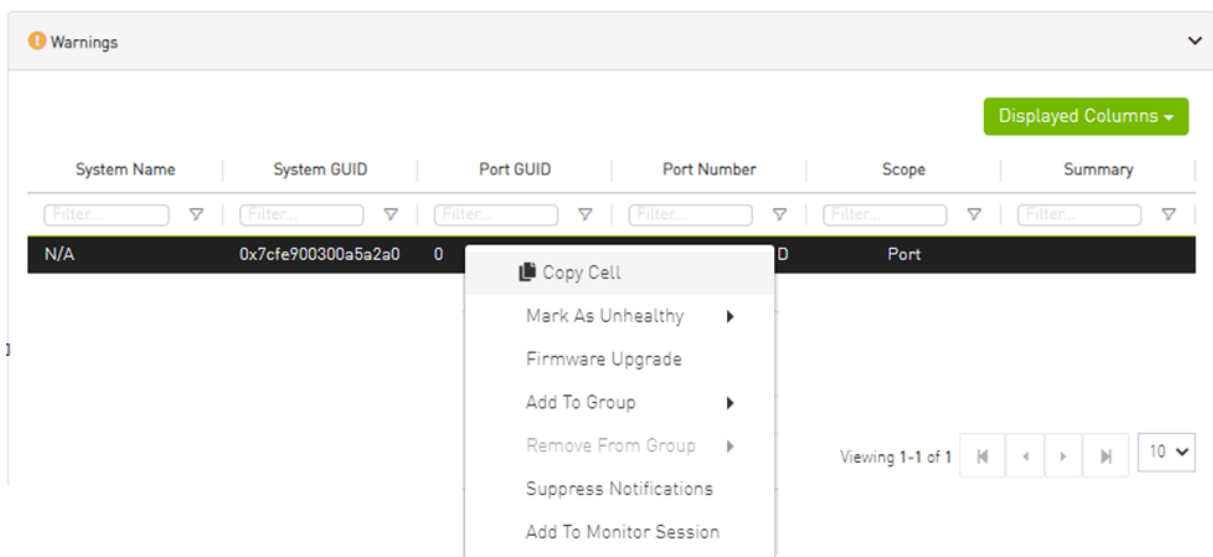 Warnings
Displayed Columns
System Name System GUID Port GUID Port Number Scope Summary
Filter... Filter... Filter... Filter... Filter... Filter...
N/A 0x7cfe900300a5a2a0 0 D Port
Copy Cell
Mark As Unhealthy
Firmware Upgrade
Add To Group
Remove From Group
Viewing 1-1 of 1 10
Suppress Notifications
Add To Monitor Session